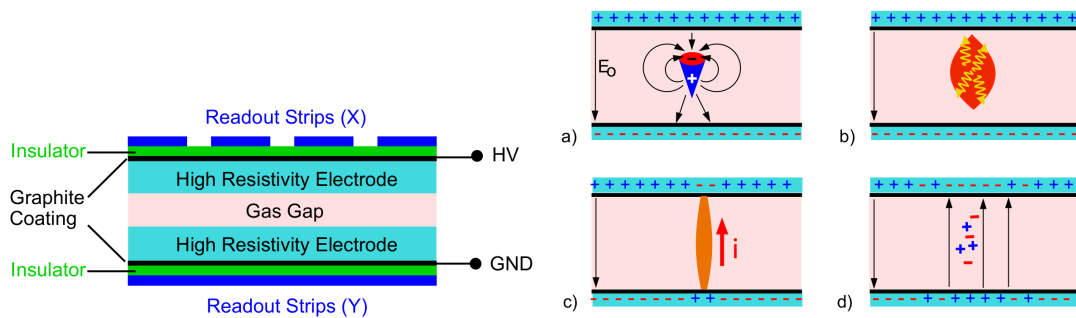 Readout Strips (X)
Insulator
HV
High Resistivity Electrode
Graphite
Coating
Gas Gap
High Resistivity Electrode
GND
Insulator
Readout Strips (Y)
+ + + + + + + + + + + + + + + +
E₀
-
+
a)
- - - - - - - - - - - - - - - -
+ + + + + + + + + + + + + + + +
b)
- - - - - - - - - - - - - - - -
+ + + + + + + + - - + + + + +
i
c)
- - - - - - - - - - + + - - - - - - -
+ + + + - + - - - - - + - + + +
-
+
-
+ +
-
d)
- - - - - + - + + + + - + - - - -